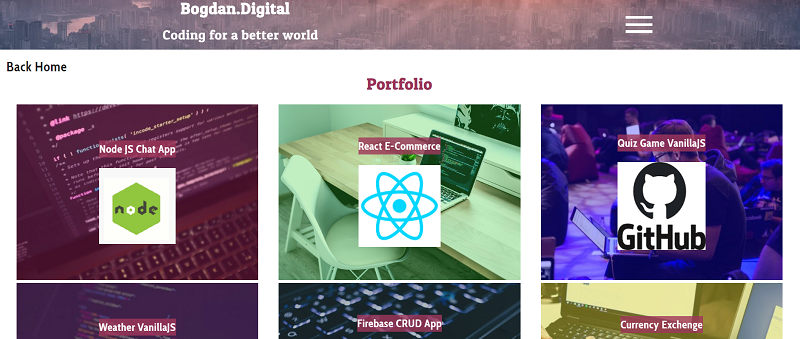 Bogdan.Digital
Coding for a better world
Back Home
Portfolio
Node JS Chat App
React E-Commerce
Quiz Game VanillaJS
node
GitHub
Weather VanillaJS
Firebase CRUD App
Currency Exchenge